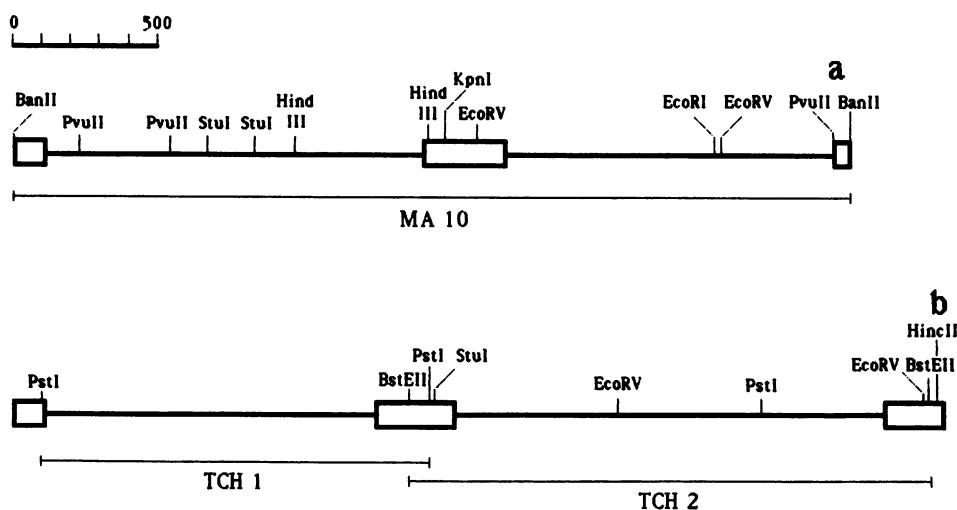 0 500
a
BanII PvuII PvuII StuI StuI Hind III Hind III KpnI EcoRV EcoRI EcoRV PvuII BanII
MA 10
b
PstI BstEII PstI StuI EcoRV PstI EcoRV BstEII HincII
TCH 1
TCH 2